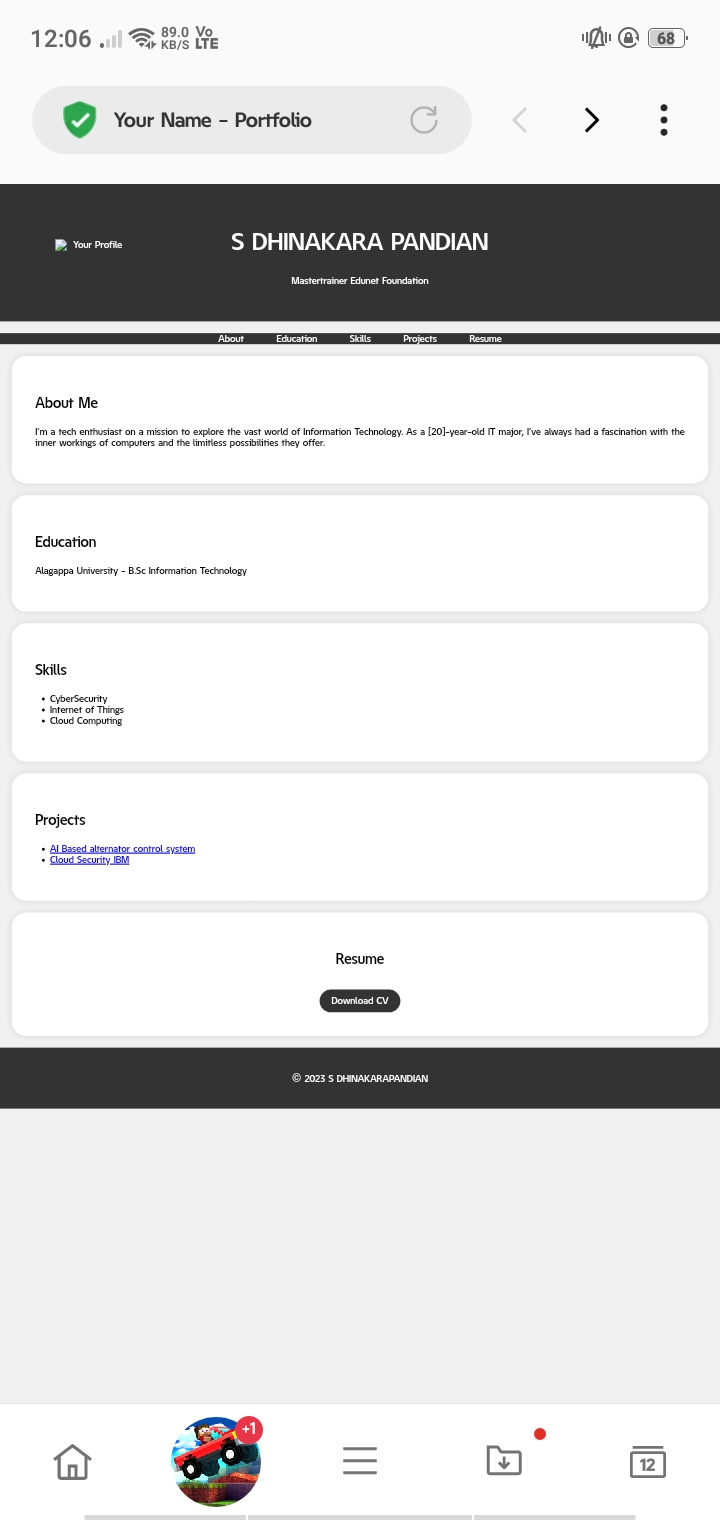 12:06 89.0 KB/S Vo LTE 68
Your Name - Portfolio
Your Profile
S DHINAKARA PANDIAN
Mastertrainer Edunet Foundation
About Education Skills Projects Resume
About Me
I'm a tech enthusiast on a mission to explore the vast world of Information Technology. As a [20]-year-old IT major, I've always had a fascination with the
inner workings of computers and the limitless possibilities they offer.
Education
Alagappa University - B.Sc Information Technology
Skills
• CyberSecurity
• Internet of Things
• Cloud Computing
Projects
• AI Based alternator control system
• Cloud Security IBM
Resume
Download CV
© 2023 S DHINAKARAPANDIAN
+1
12